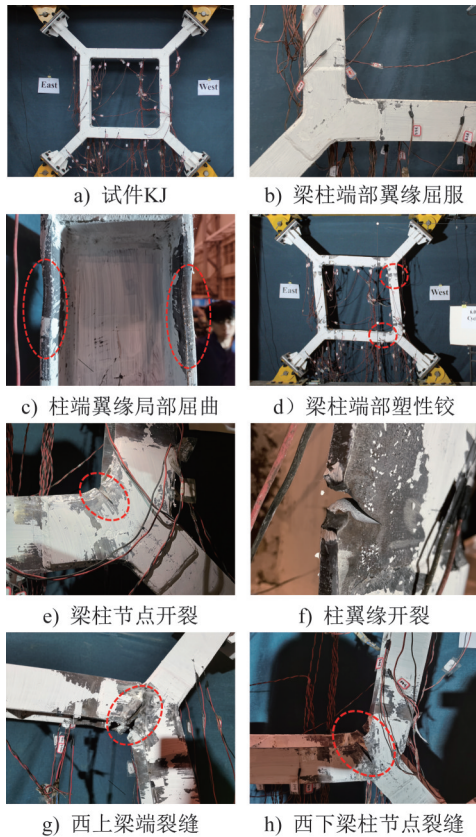 East
West
a) 试件KJ
b) 梁柱端部翼缘屈服
c) 柱端翼缘局部屈曲
East
West
d）梁柱端部塑性铰
e) 梁柱节点开裂
f) 柱翼缘开裂
g) 西上梁端裂缝
h) 西下梁柱节点裂缝